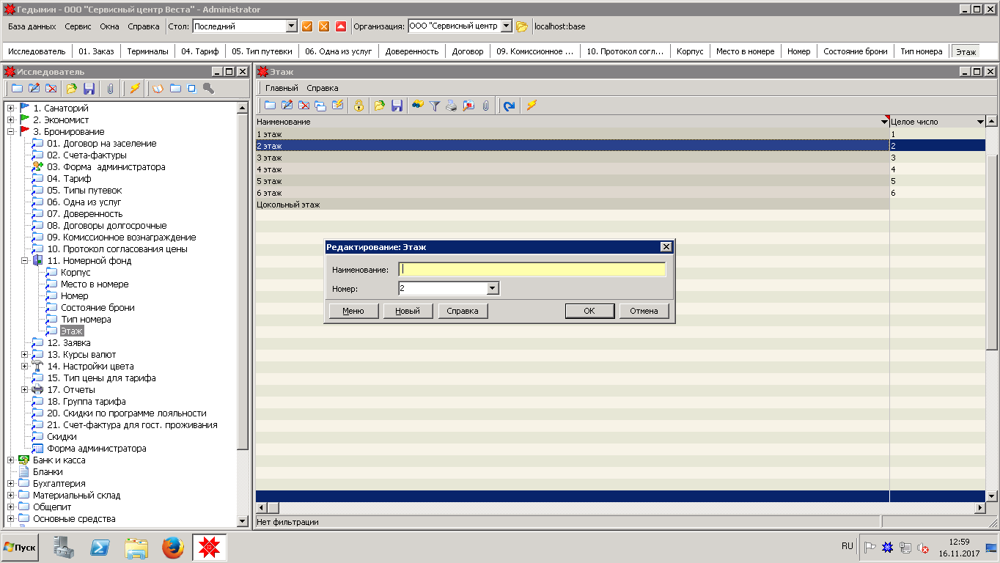 Гедымин - ООО "Сервисный центр Веста" - Administrator
База данных Сервис Окна Справка Стол: Последний Организация: ООО "Сервисный центр localhost:base
Исследователь 01. Заказ Терминалы 04. Тариф 05. Тип путевки 06. Одна из услуг Доверенность Договор 09. Комиссионное ... 10. Протокол согл... Корпус Место в номере Номер Состояние брони Тип номера Этаж
Исследователь
1. Санаторий
2. Экономист
3. Бронирование
01. Договор на заселение
02. Счета-фактуры
03. Форма администратора
04. Тариф
05. Типы путевок
06. Одна из услуг
07. Доверенность
08. Договоры долгосрочные
09. Комиссионное вознаграждение
10. Протокол согласования цены
11. Номерной фонд
Корпус
Место в номере
Номер
Состояние брони
Тип номера
Этаж
12. Заявка
13. Курсы валют
14. Настройки цвета
15. Тип цены для тарифа
17. Отчеты
18. Группа тарифа
20. Скидки по программе лояльности
21. Счет-фактура для гост. проживания
Скидки
Форма администратора
Банк и касса
Бланки
Бухгалтерия
Материальный склад
Общепит
Основные средства
Этаж
Главный Справка
Наименование Целое число
1 этаж 1
2 этаж 2
3 этаж 3
4 этаж 4
5 этаж 5
6 этаж 6
Цокольный этаж
Редактирование: Этаж
Наименование:
Номер: 2
Меню Новый Справка OK Отмена
Нет фильтрации
Пуск RU 12:59
16.11.2017